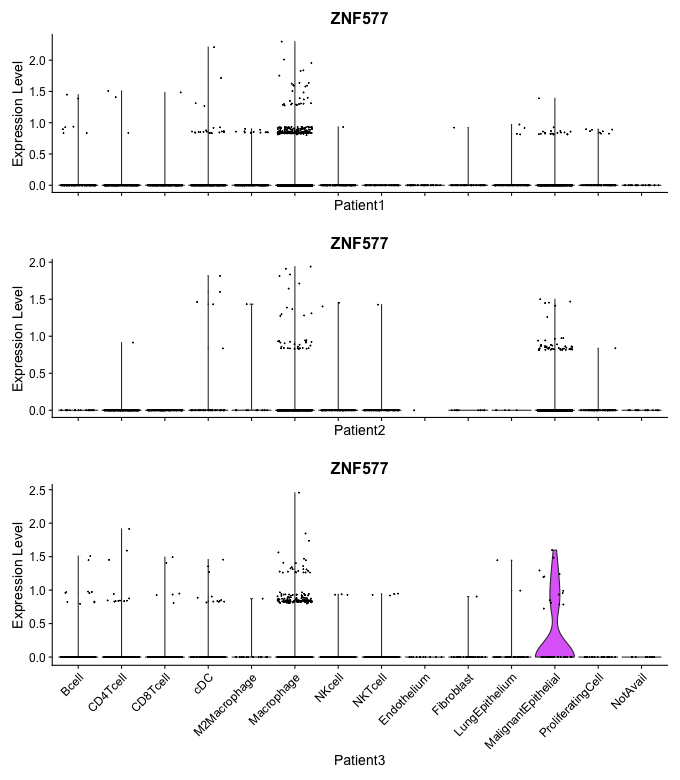 ZNF577
Expression Level
2.0
1.5
1.0
0.5
0.0
Patient1
ZNF577
Expression Level
2.0
1.5
1.0
0.5
0.0
Patient2
ZNF577
Expression Level
2.5
2.0
1.5
1.0
0.5
0.0
Bcell
CD4Tcell
CD8Tcell
cDC
M2Macrophage
Macrophage
NKcell
NKTcell
Endothelium
Fibroblast
LungEpithelium
MalignantEpithelial
ProliferatingCell
NotAvail
Patient3